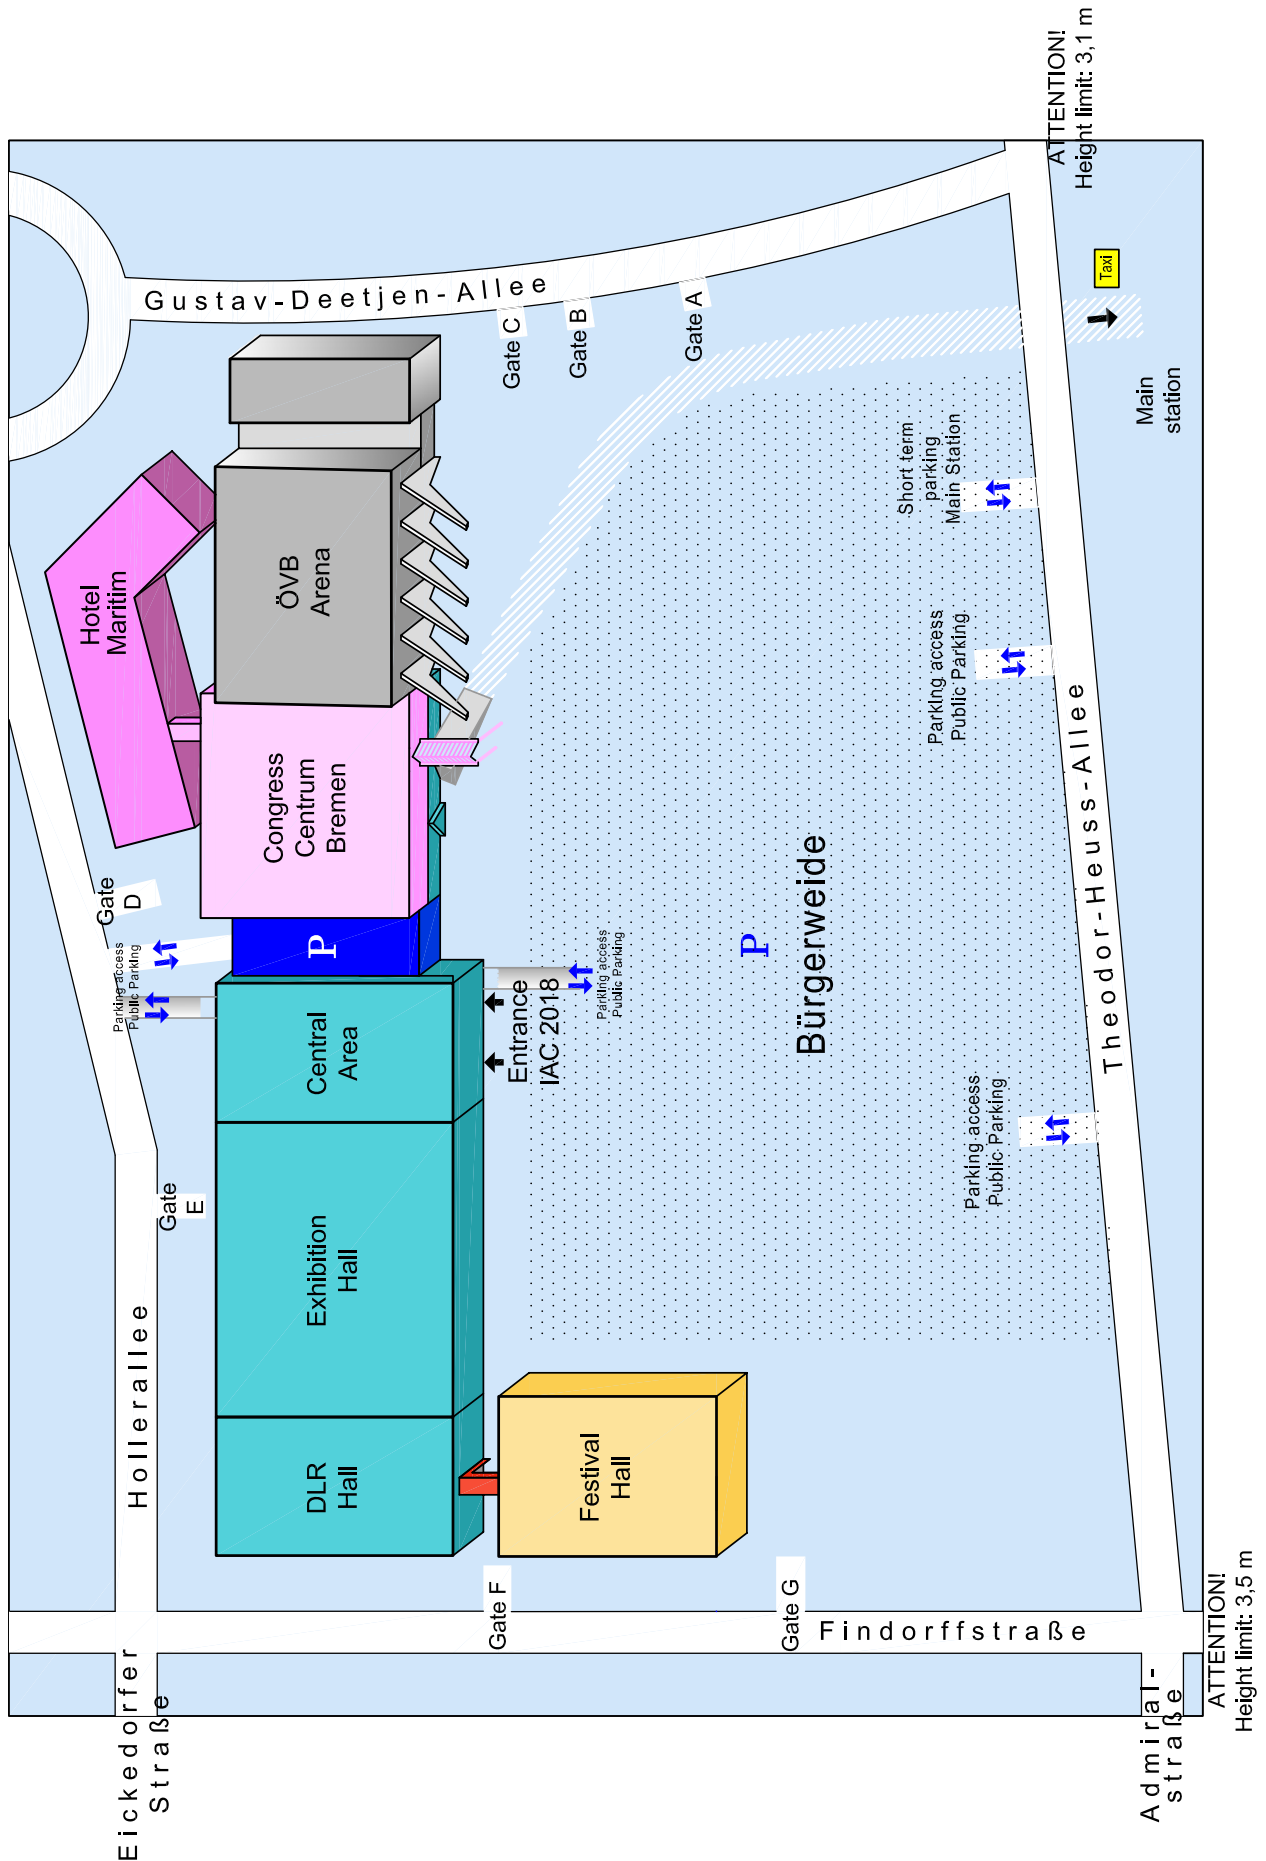 Eickedorfer
Straße
Hollerallee
Gate
E
Parking access
Public Parking
Gate
D
Hotel
Maritim
Gustav-Deetjen-Allee
DLR
Hall
Exhibition
Hall
Central
Area
P
Congress
Centrum
Bremen
ÖVB
Arena
Gate F
Festival
Hall
Entrance
IAC 2018
Parking access
Public Parking
Gate C
Gate B
Gate A
Gate G
Findorffstraße
P
Bürgerweide
Parking access
Public Parking
Parking access
Public Parking
Short term
parking
Main Station
Theodor-Heuss-Allee
Taxi
Main
station
ATTENTION!
Height limit: 3,1 m
Admiral-
straße
ATTENTION!
Height limit: 3,5 m